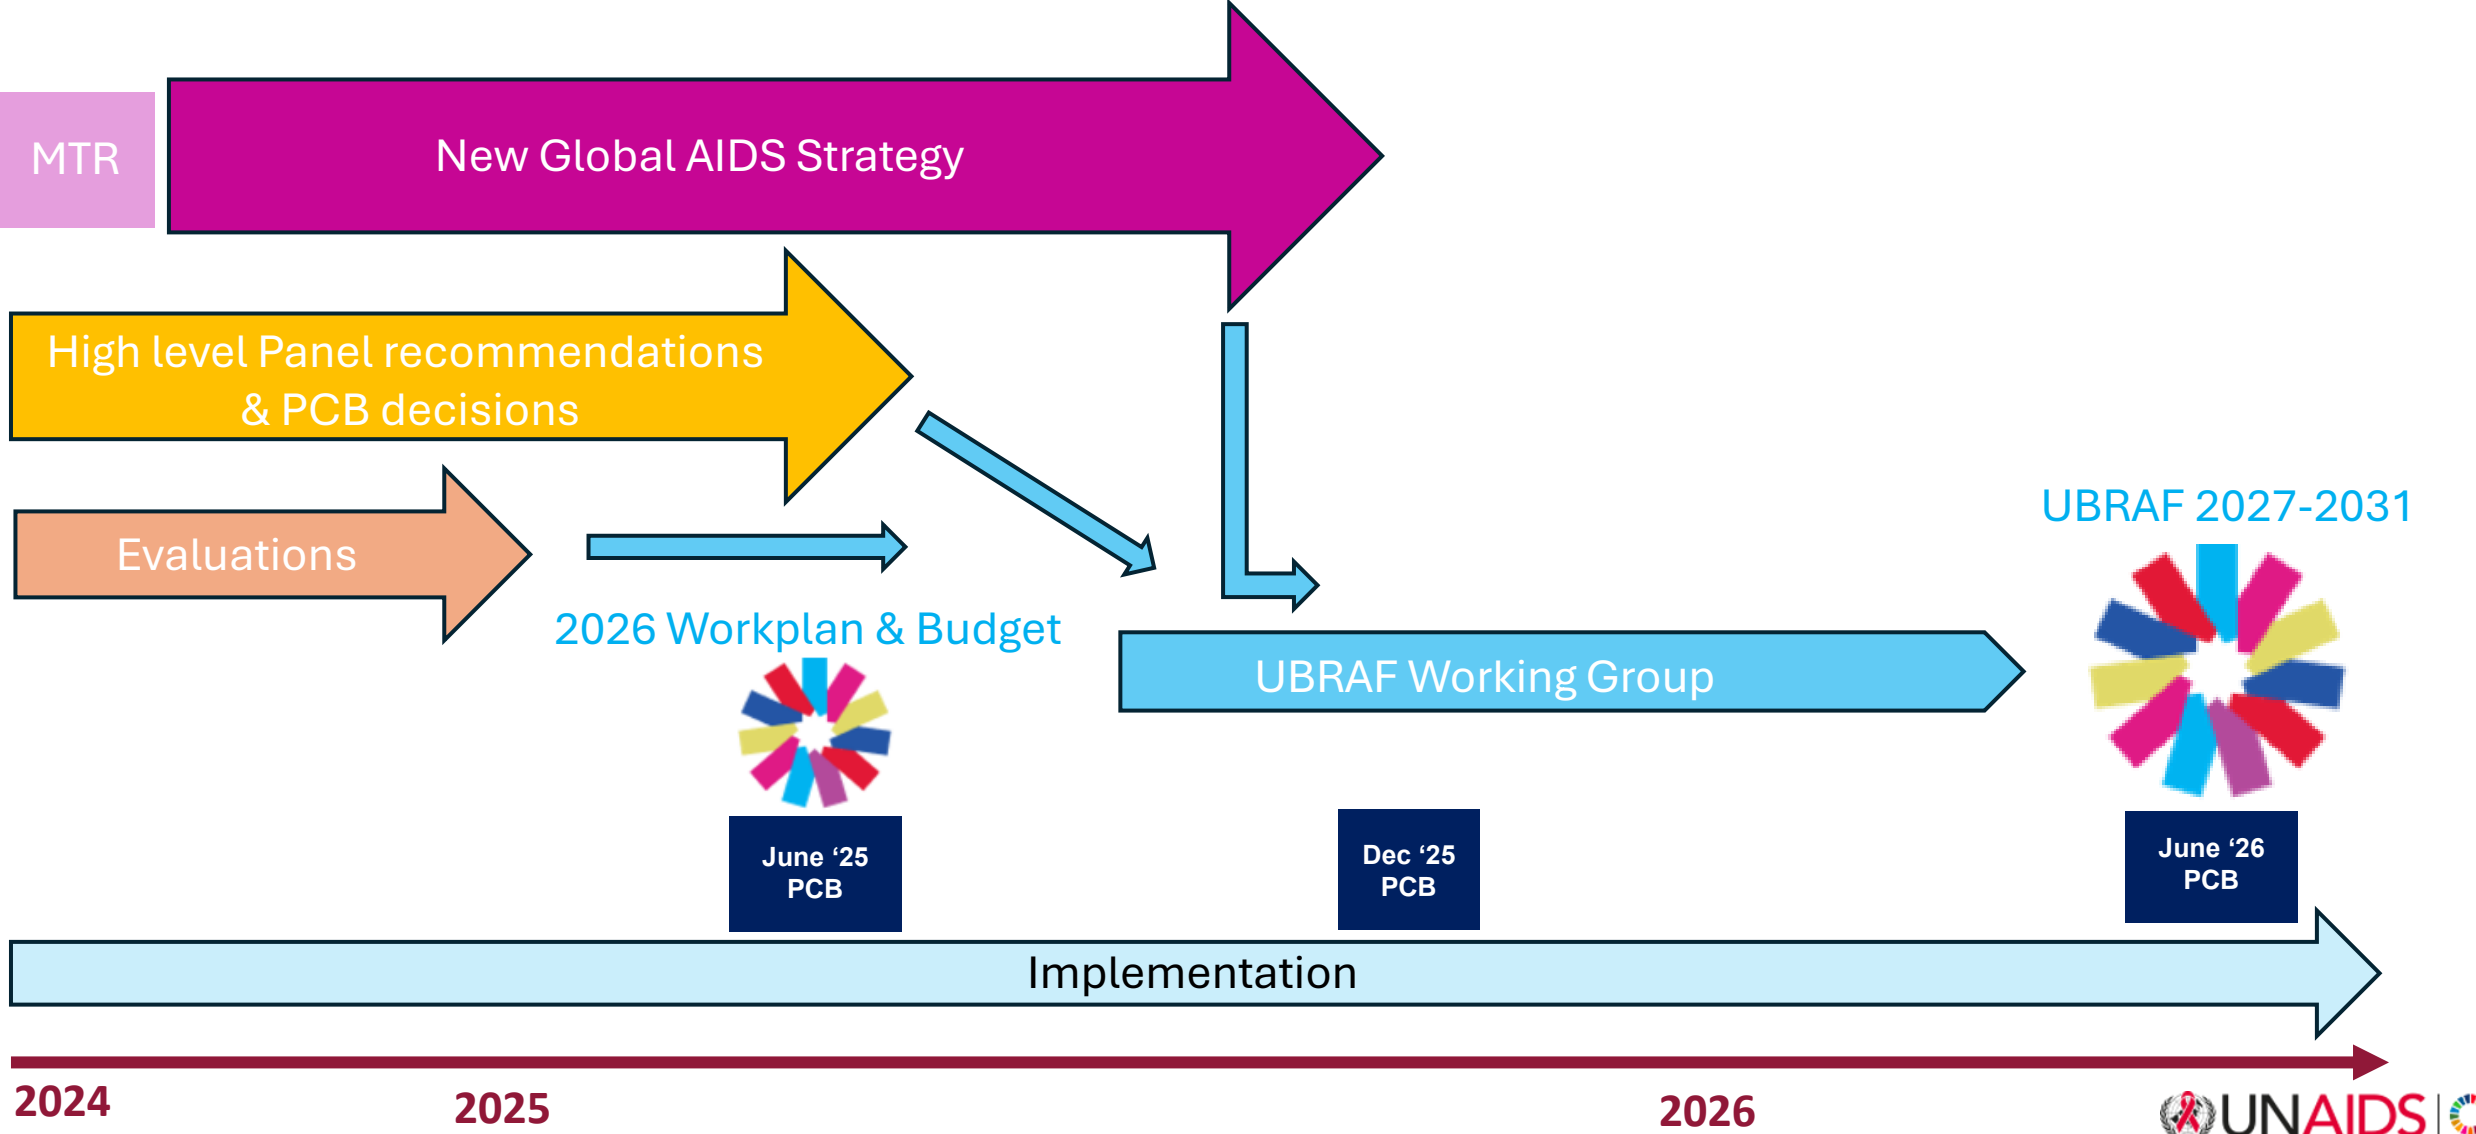 MTR
New Global AIDS Strategy
High level Panel recommendations
& PCB decisions
Evaluations
2026 Workplan & Budget
UBRAF Working Group
UBRAF 2027-2031
June ‘25
PCB
Dec ‘25
PCB
June ‘26
PCB
Implementation
2024
2025
2026
UNAIDS